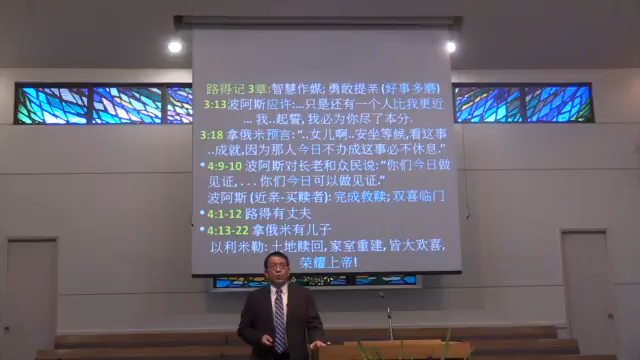 路得记 3章:智慧作媒; 勇敢提亲 (好事多磨)
3:13波阿斯应许:...只是还有一个人比我更近
... 我..起誓, 我必为你尽了本分.
3:18 拿俄米预言: "..女儿啊..安坐等候,看这事
..成就,因为那人今日不办成这事必不休息."
•4:9-10 波阿斯对长老和众民说: "你们今日做
见证, . . . 你们今日可以做见证."
波阿斯 (近亲-买赎者): 完成救赎; 双喜临门
•4:1-12 路得有丈夫
•4:13-22 拿俄米有儿子
以利米勒: 土地赎回, 家室重建, 皆大欢喜,
荣耀上帝!